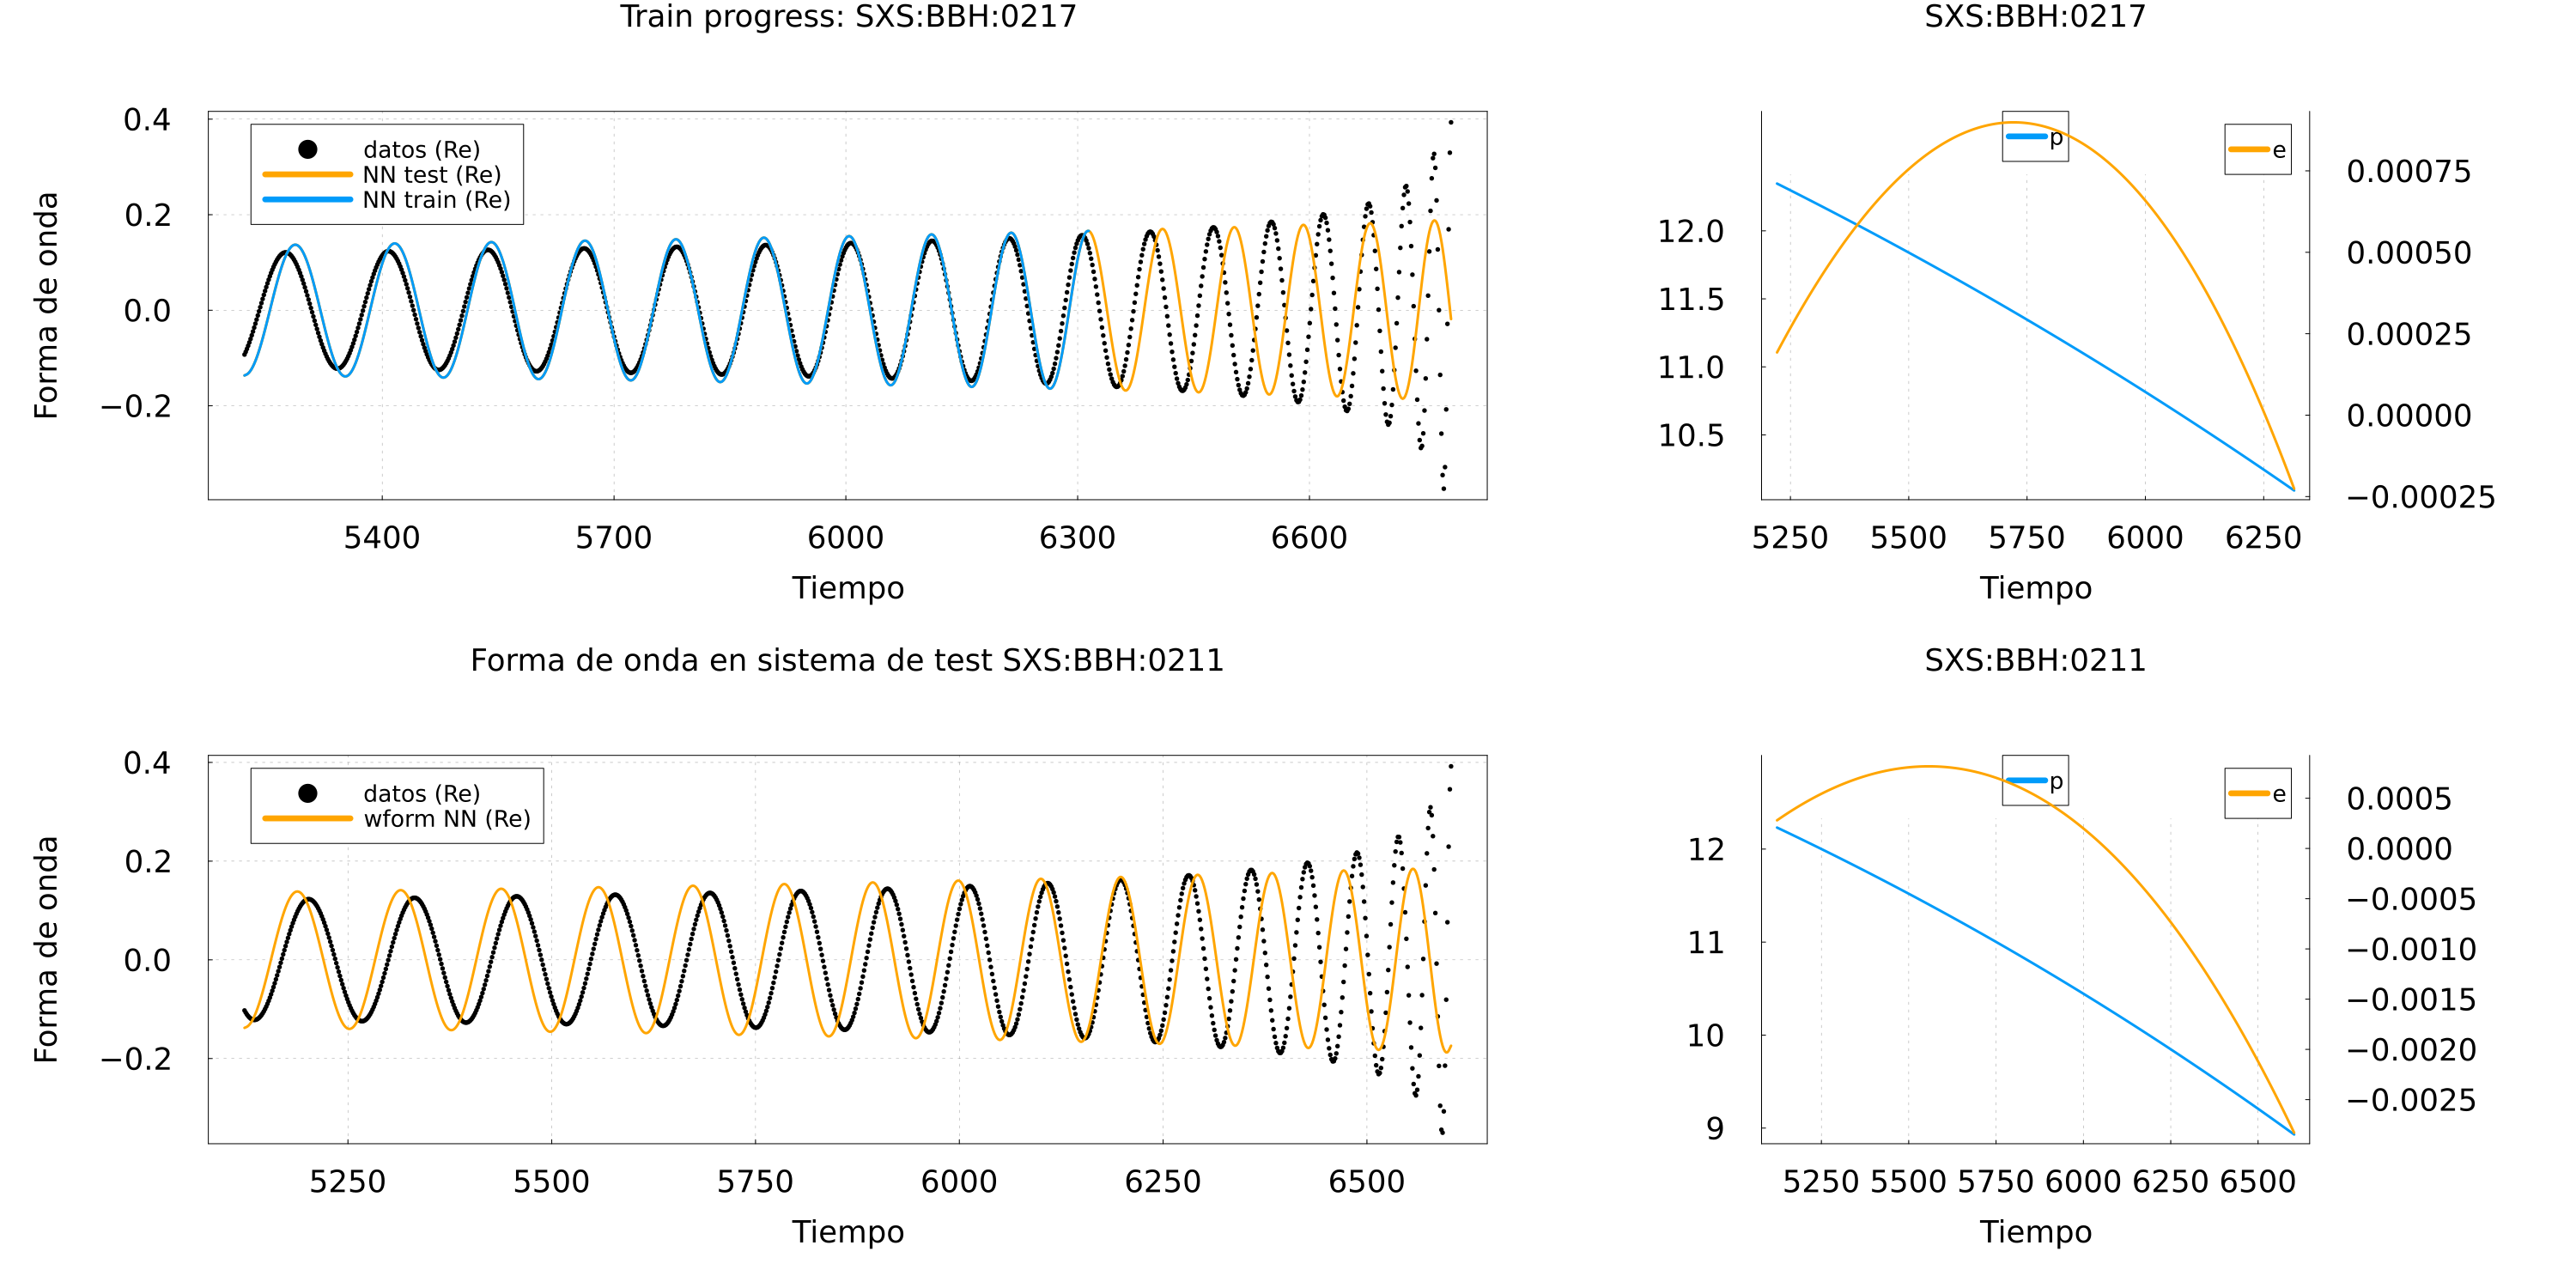 Train progress: SXS:BBH:0217
Forma de onda
0.4
0.2
0.0
−0.2
datos (Re)
NN test (Re)
NN train (Re)
5400 5700 6000 6300 6600
Tiempo
SXS:BBH:0217
12.0
11.5
11.0
10.5
p
e
0.00075
0.00050
0.00025
0.00000
−0.00025
5250 5500 5750 6000 6250
Tiempo
Forma de onda en sistema de test SXS:BBH:0211
Forma de onda
0.4
0.2
0.0
−0.2
datos (Re)
wform NN (Re)
5250 5500 5750 6000 6250 6500
Tiempo
SXS:BBH:0211
12
11
10
9
p
e
0.0005
0.0000
−0.0005
−0.0010
−0.0015
−0.0020
−0.0025
5250 5500 5750 6000 6250 6500
Tiempo